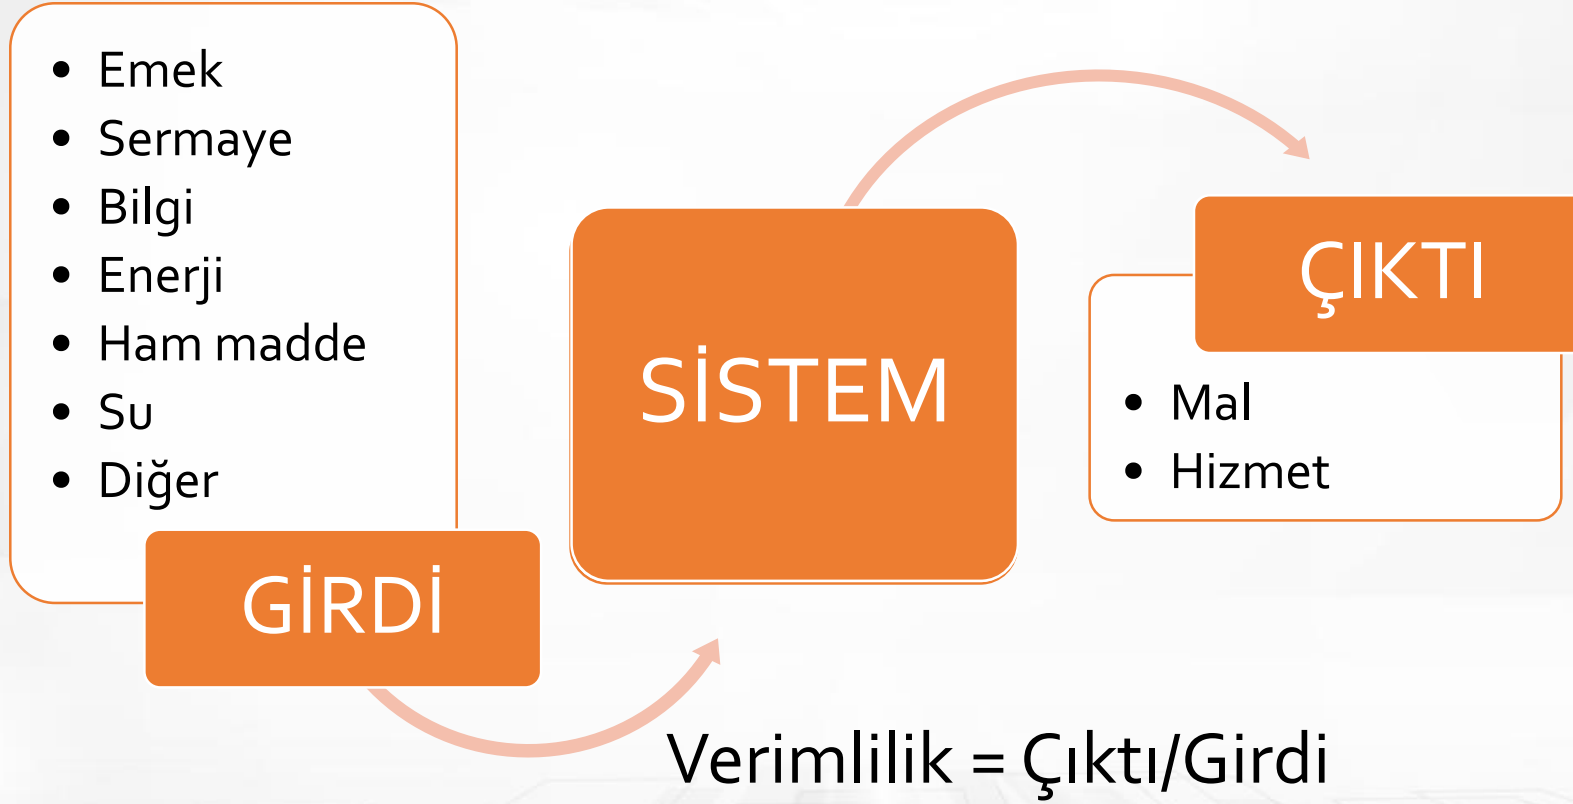 • Emek
• Sermaye
• Bilgi
• Enerji
• Ham madde
• Su
• Diğer
GİRDİ
SİSTEM
ÇIKTI
• Mal
• Hizmet
Verimlilik = Çıktı/Girdi